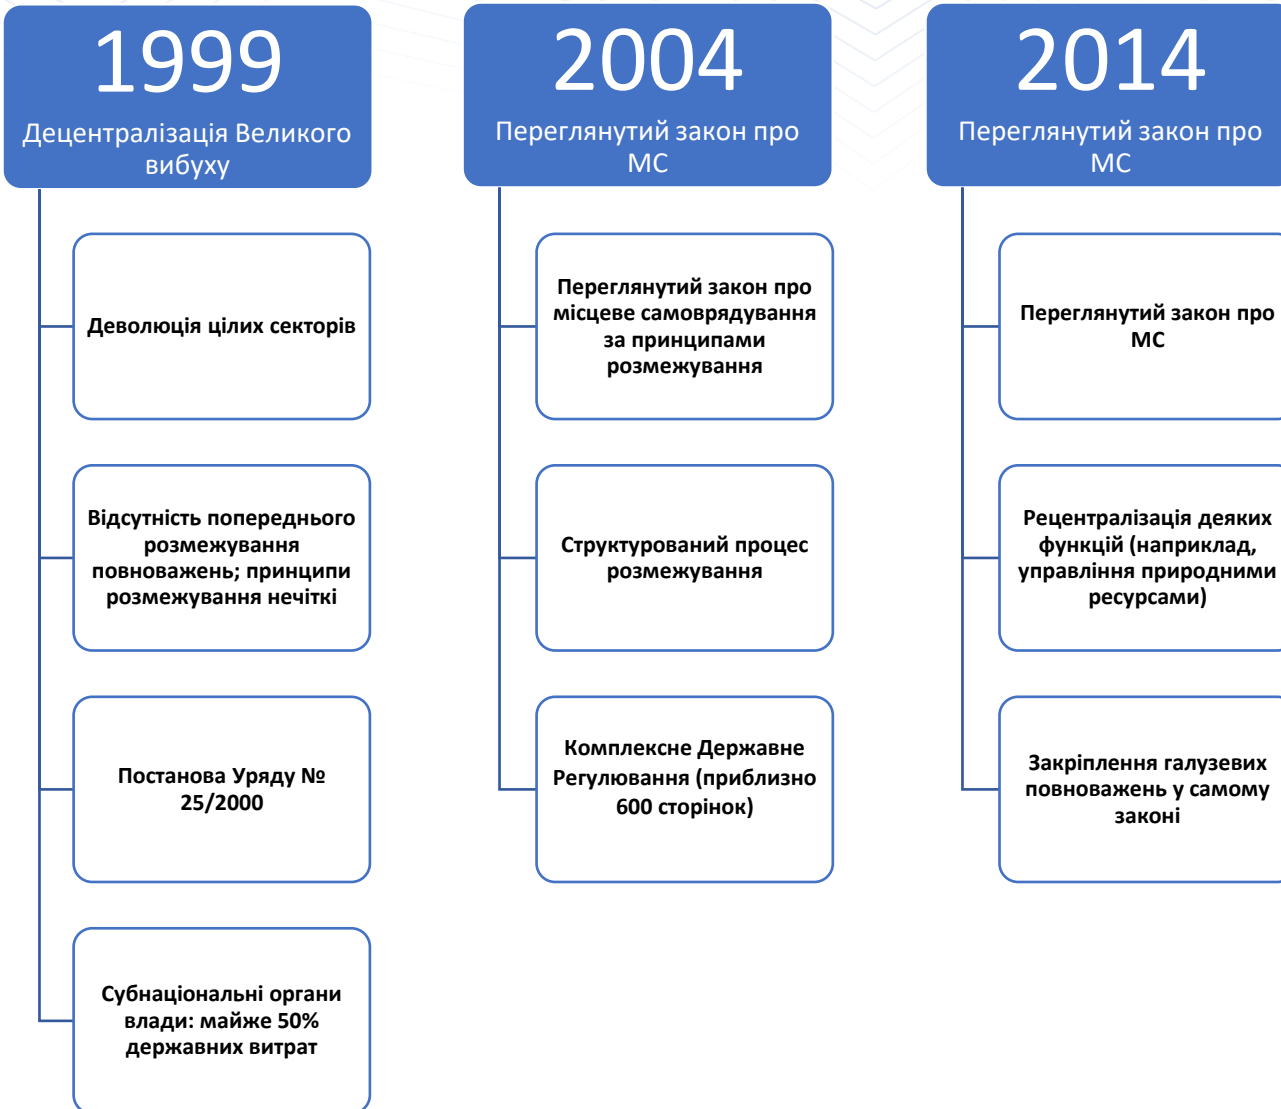 1999
Децентралізація Великого
вибуху
Деволюція цілих секторів
Відсутність попереднього
розмежування
повноважень; принципи
розмежування нечіткі
Постанова Уряду №
25/2000
Субнаціональні органи
влади: майже 50%
державних витрат
2004
Переглянутий закон про
МС
Переглянутий закон про
місцеве самоврядування
за принципами
розмежування
Структурований процес
розмежування
Комплексне Державне
Регулювання (приблизно
600 сторінок)
2014
Переглянутий закон про
МС
Переглянутий закон про
МС
Рецентралізація деяких
функцій (наприклад,
управління природними
ресурсами)
Закріплення галузевих
повноважень у самому
законі